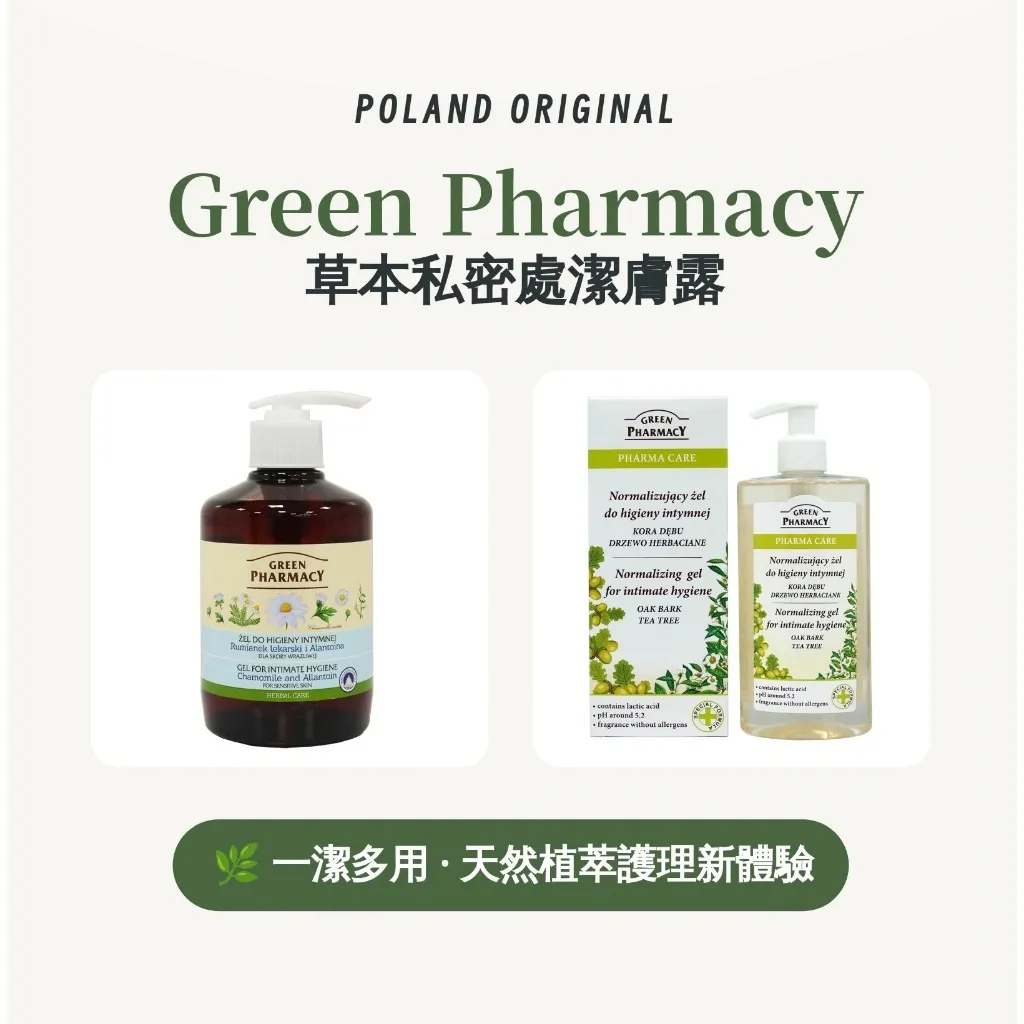 POLAND ORIGINAL
Green Pharmacy
草本私密處潔膚露
GREEN
PHARMACY
ŻEL DO HIGIENY INTYMNEJ
Rumianek lekarski i Alantoina
DLA SKÓRY WRAŻLIWEJ
GEL FOR INTIMATE HYGIENE
Chamomile and Allantoin
FOR SENSITIVE SKIN
HERBAL CARE
GREEN
PHARMACY
PHARMA CARE
Normalizujący żel
do higieny intymnej
KORA DĘBU
DRZEWO HERBACIANE
Normalizing gel
for intimate hygiene
OAK BARK
TEA TREE
• contains lactic acid
• pH around 5.2
• fragrance without allergens
SPECIAL FORMULA
GREEN
PHARMACY
PHARMA CARE
Normalizujący żel
do higieny intymnej
KORA DĘBU
DRZEWO HERBACIANE
Normalizing gel
for intimate hygiene
OAK BARK
TEA TREE
• contains lactic acid
• pH around 5.2
• fragrance without allergens
SPECIAL FORMULA
🌿 一潔多用 · 天然植萃護理新體驗